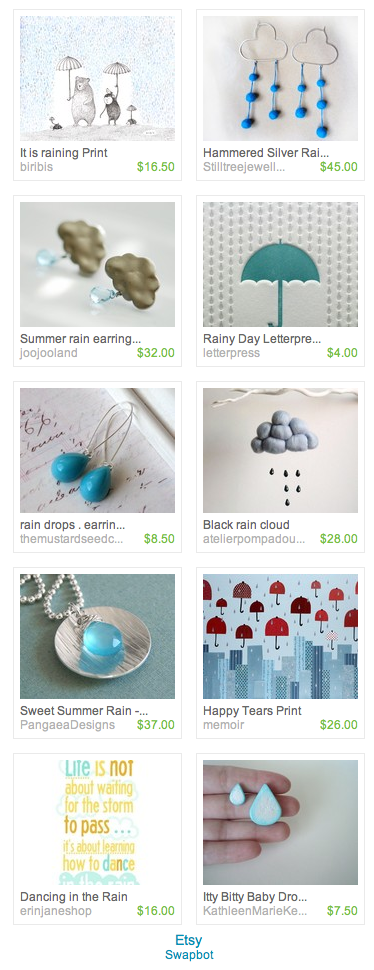 It is raining Print
biribis $16.50
Hammered Silver Rai...
Stilltreejewell... $45.00
Summer rain earring...
joojooland $32.00
Rainy Day Letterpre...
letterpress $4.00
rain drops . earrin...
themustardseedc... $8.50
Black rain cloud
atelierpompadou... $28.00
Sweet Summer Rain -...
PangaeaDesigns $37.00
Happy Tears Print
memoir $26.00
Life is not
about waiting
for the storm
to pass ...
it's about learning
how to dance
Dancing in the Rain
erinjaneshop $16.00
Itty Bitty Baby Dro...
KathleenMarieKe... $7.50
Etsy
Swapbot